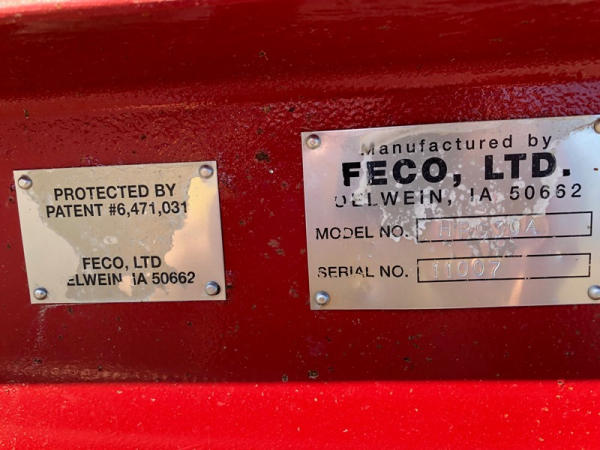 PROTECTED BY
PATENT #6,471,031
FECO, LTD
ELWEIN IA 50662
Manufactured by
FECO, LTD.
OELWEIN, IA 50662
MODEL NO.
SERIAL NO. 11007